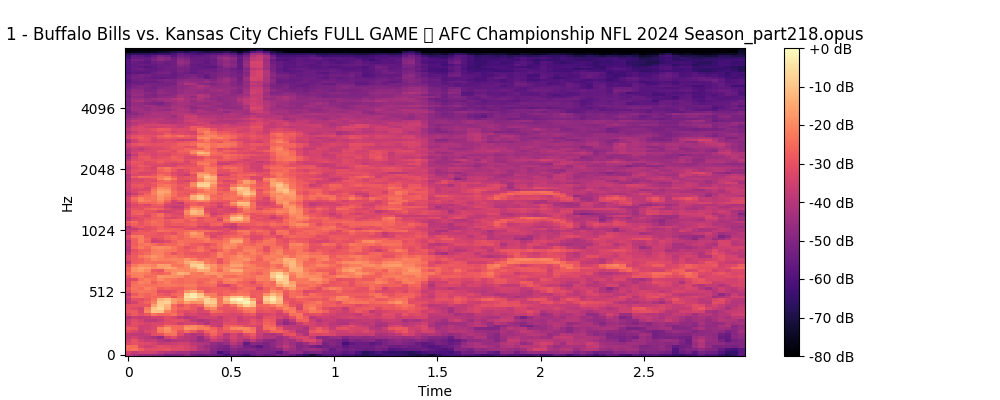 1 - Buffalo Bills vs. Kansas City Chiefs FULL GAME ▯ AFC Championship NFL 2024 Season_part218.opus
+0 dB
-10 dB
-20 dB
-30 dB
-40 dB
-50 dB
-60 dB
-70 dB
-80 dB
4096
2048
1024
512
0
Hz
0
0.5
1
1.5
2
2.5
Time